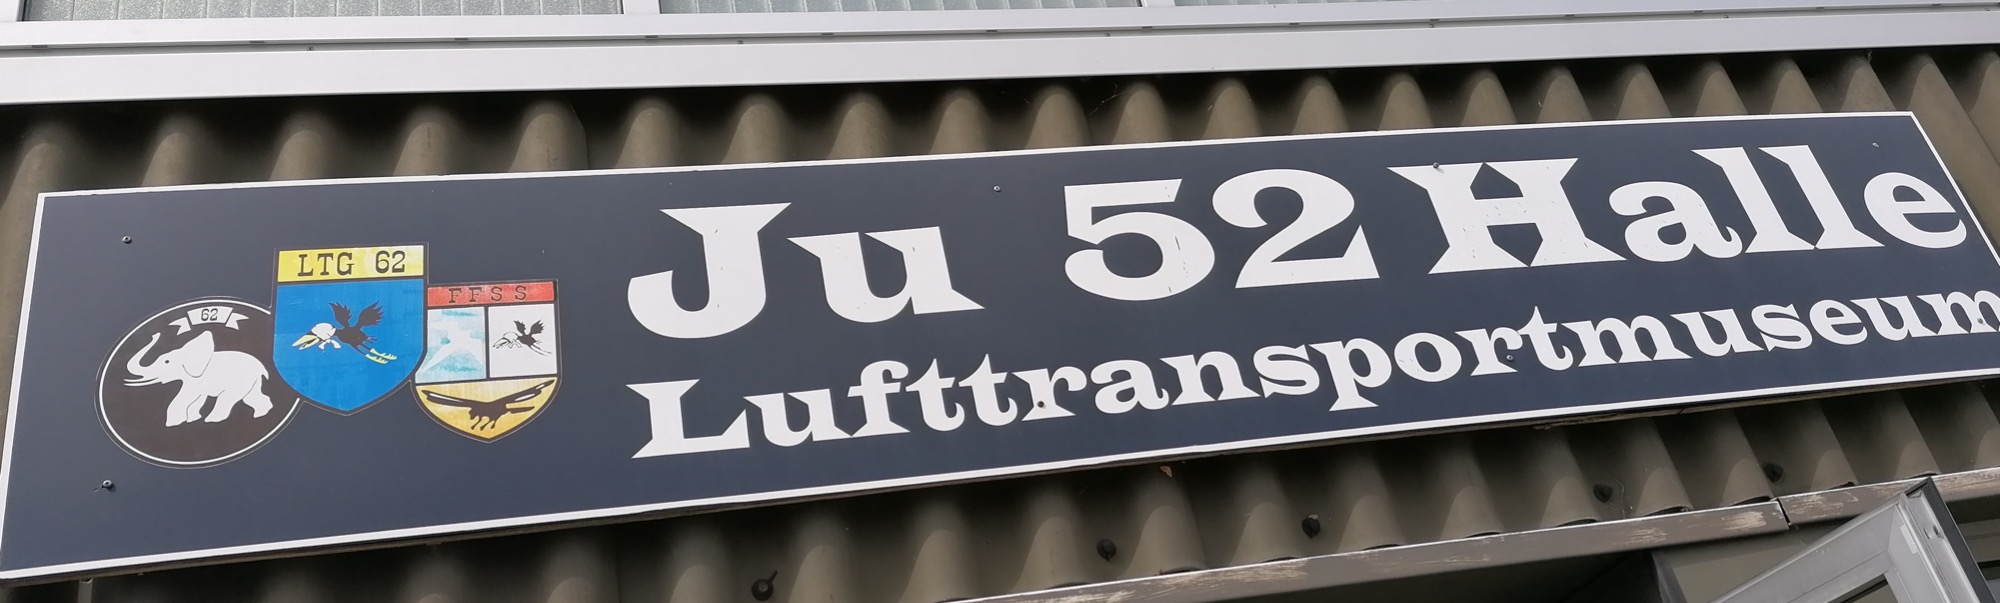 62
LTG 62
FFSS
Ju 52 Halle
Lufttransportmuseum